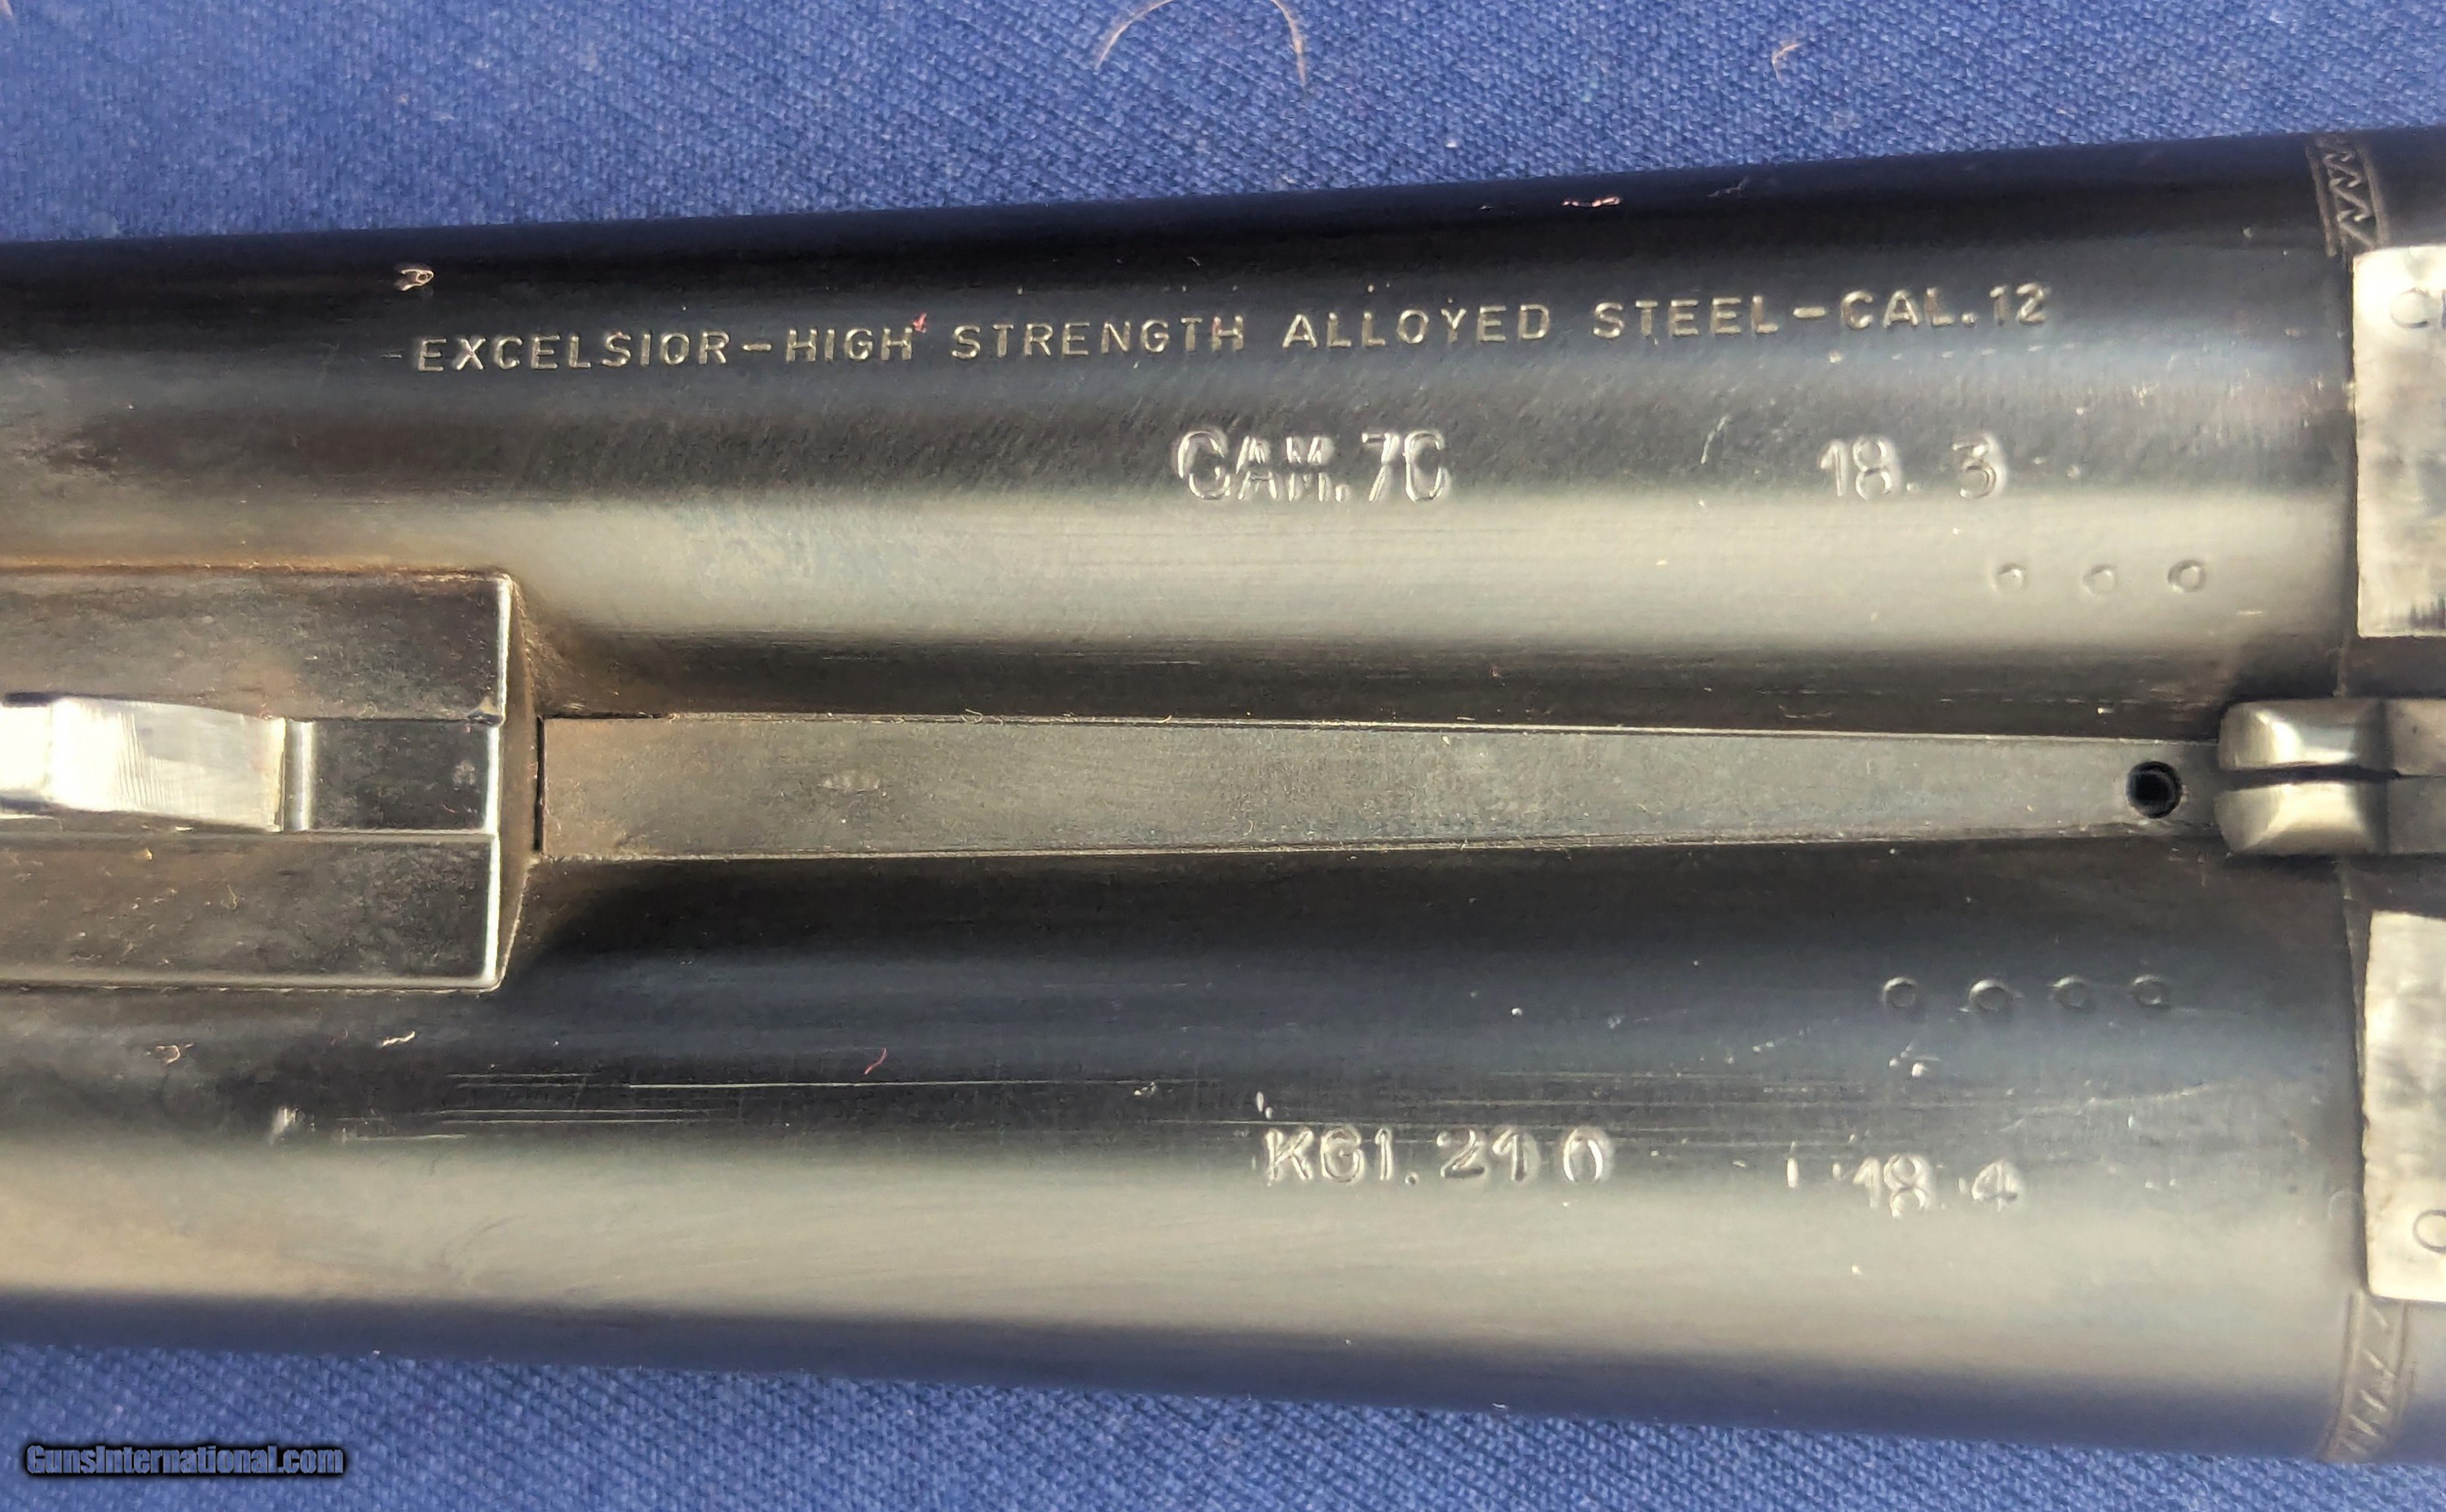 EXCELSIOR-HIGH STRENGTH ALLOYED STEEL-CAL.12
CAM.70 18.3
KG1.210 18.4
GunsInternational.com